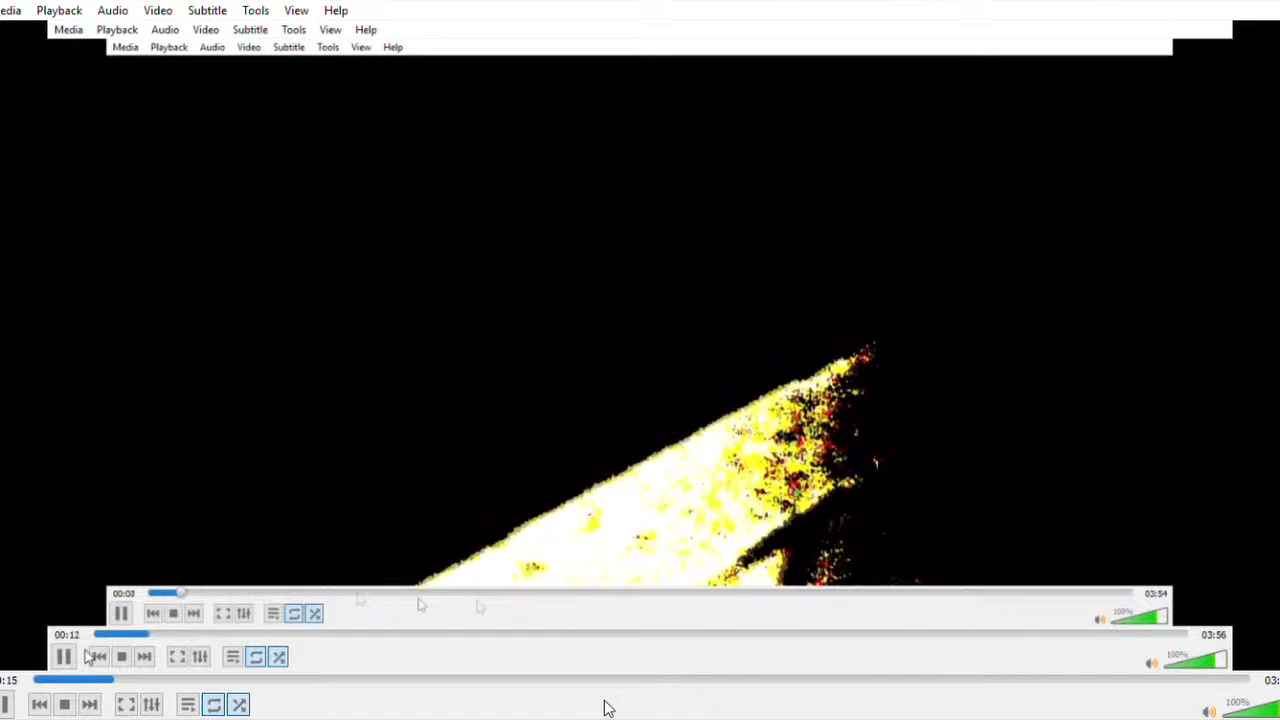 edia Playback Audio Video Subtitle Tools View Help
Media Playback Audio Video Subtitle Tools View Help
Media Playback Audio Video Subtitle Tools View Help
00:03 03:54
100%
00:12 03:56
100%
0:15 03:
100%